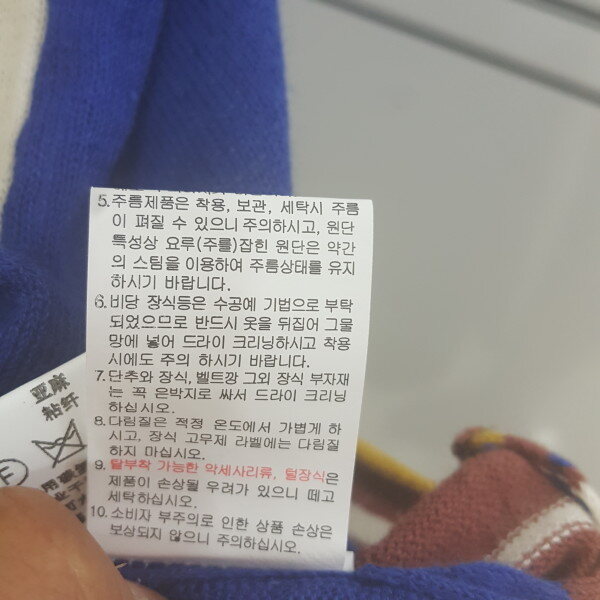 5.주름제품은 착용, 보관, 세탁시 주름
이 펴질 수 있으니 주의하시고, 원단
특성상 요루(주름)잡힌 원단은 약간
의 스팀을 이용하여 주름상태를 유지
하시기 바랍니다.
6.비당 장식등은 수공예 기법으로 부탁
되었으므로 반드시 옷을 뒤집어 그물
망에 넣어 드라이 크리닝하시고 착용
시에도 주의 하시기 바랍니다.
7.단추와 장식, 벨트깡 그외 장식 부자재
는 꼭 은박지로 싸서 드라이 크리닝
하십시오.
8.다림질은 적정 온도에서 가볍게 하
시고, 장식 고무제 라벨에는 다림질
하지 마십시오.
9.탈부착 가능한 악세사리류, 털장식은
제품이 손상될 우려가 있으니 떼고
세탁하십시오.
10.소비자 부주의로 인한 상품 손상은
보상되지 않으니 주의하십시오.
亚麻
粘纤
F